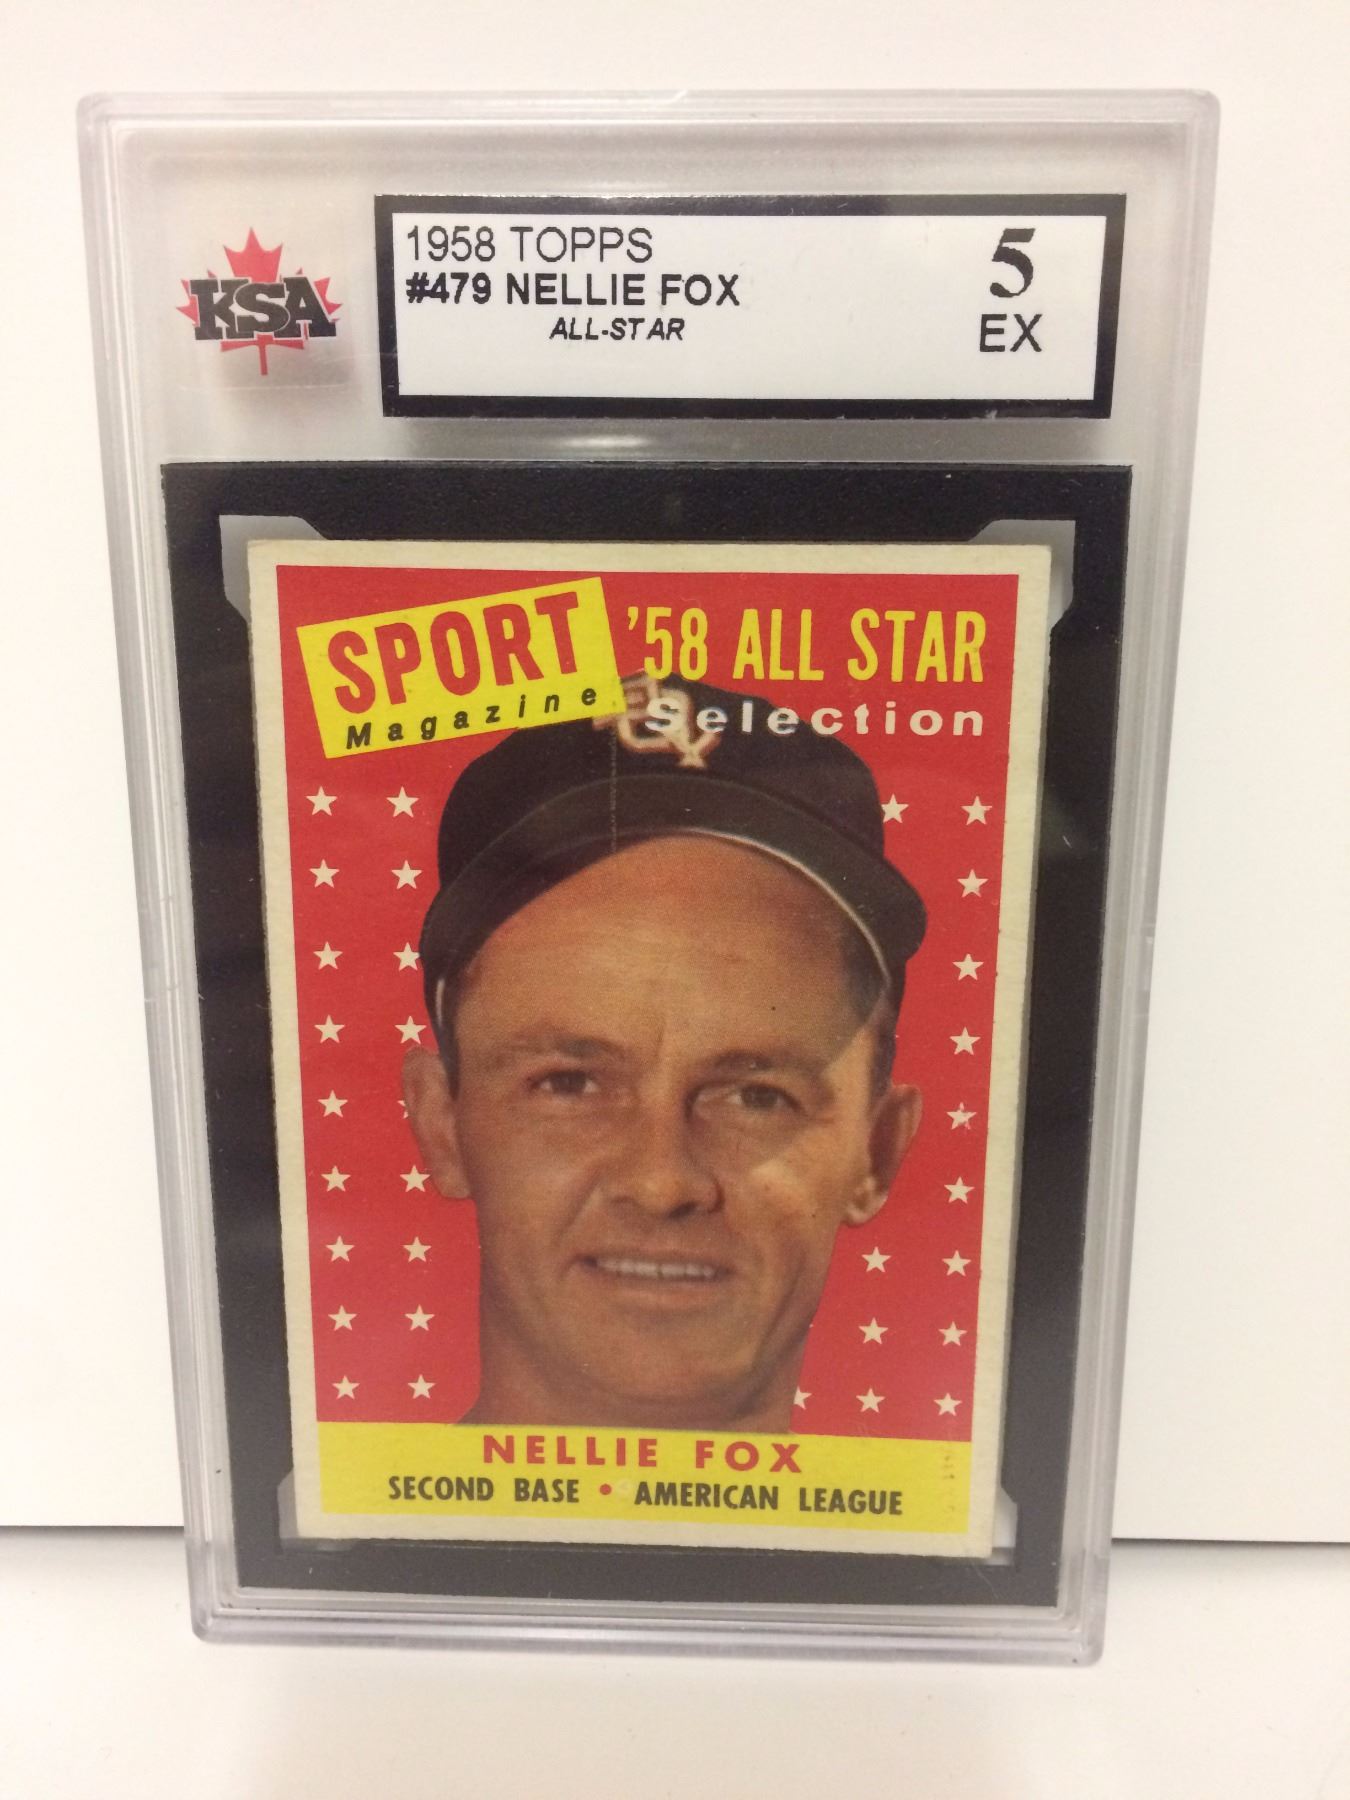 KSA
1958 TOPPS
#479 NELLIE FOX
ALL-STAR
5
EX
SPORT
Magazine
'58 ALL STAR
Selection
SOX
NELLIE FOX
SECOND BASE • AMERICAN LEAGUE